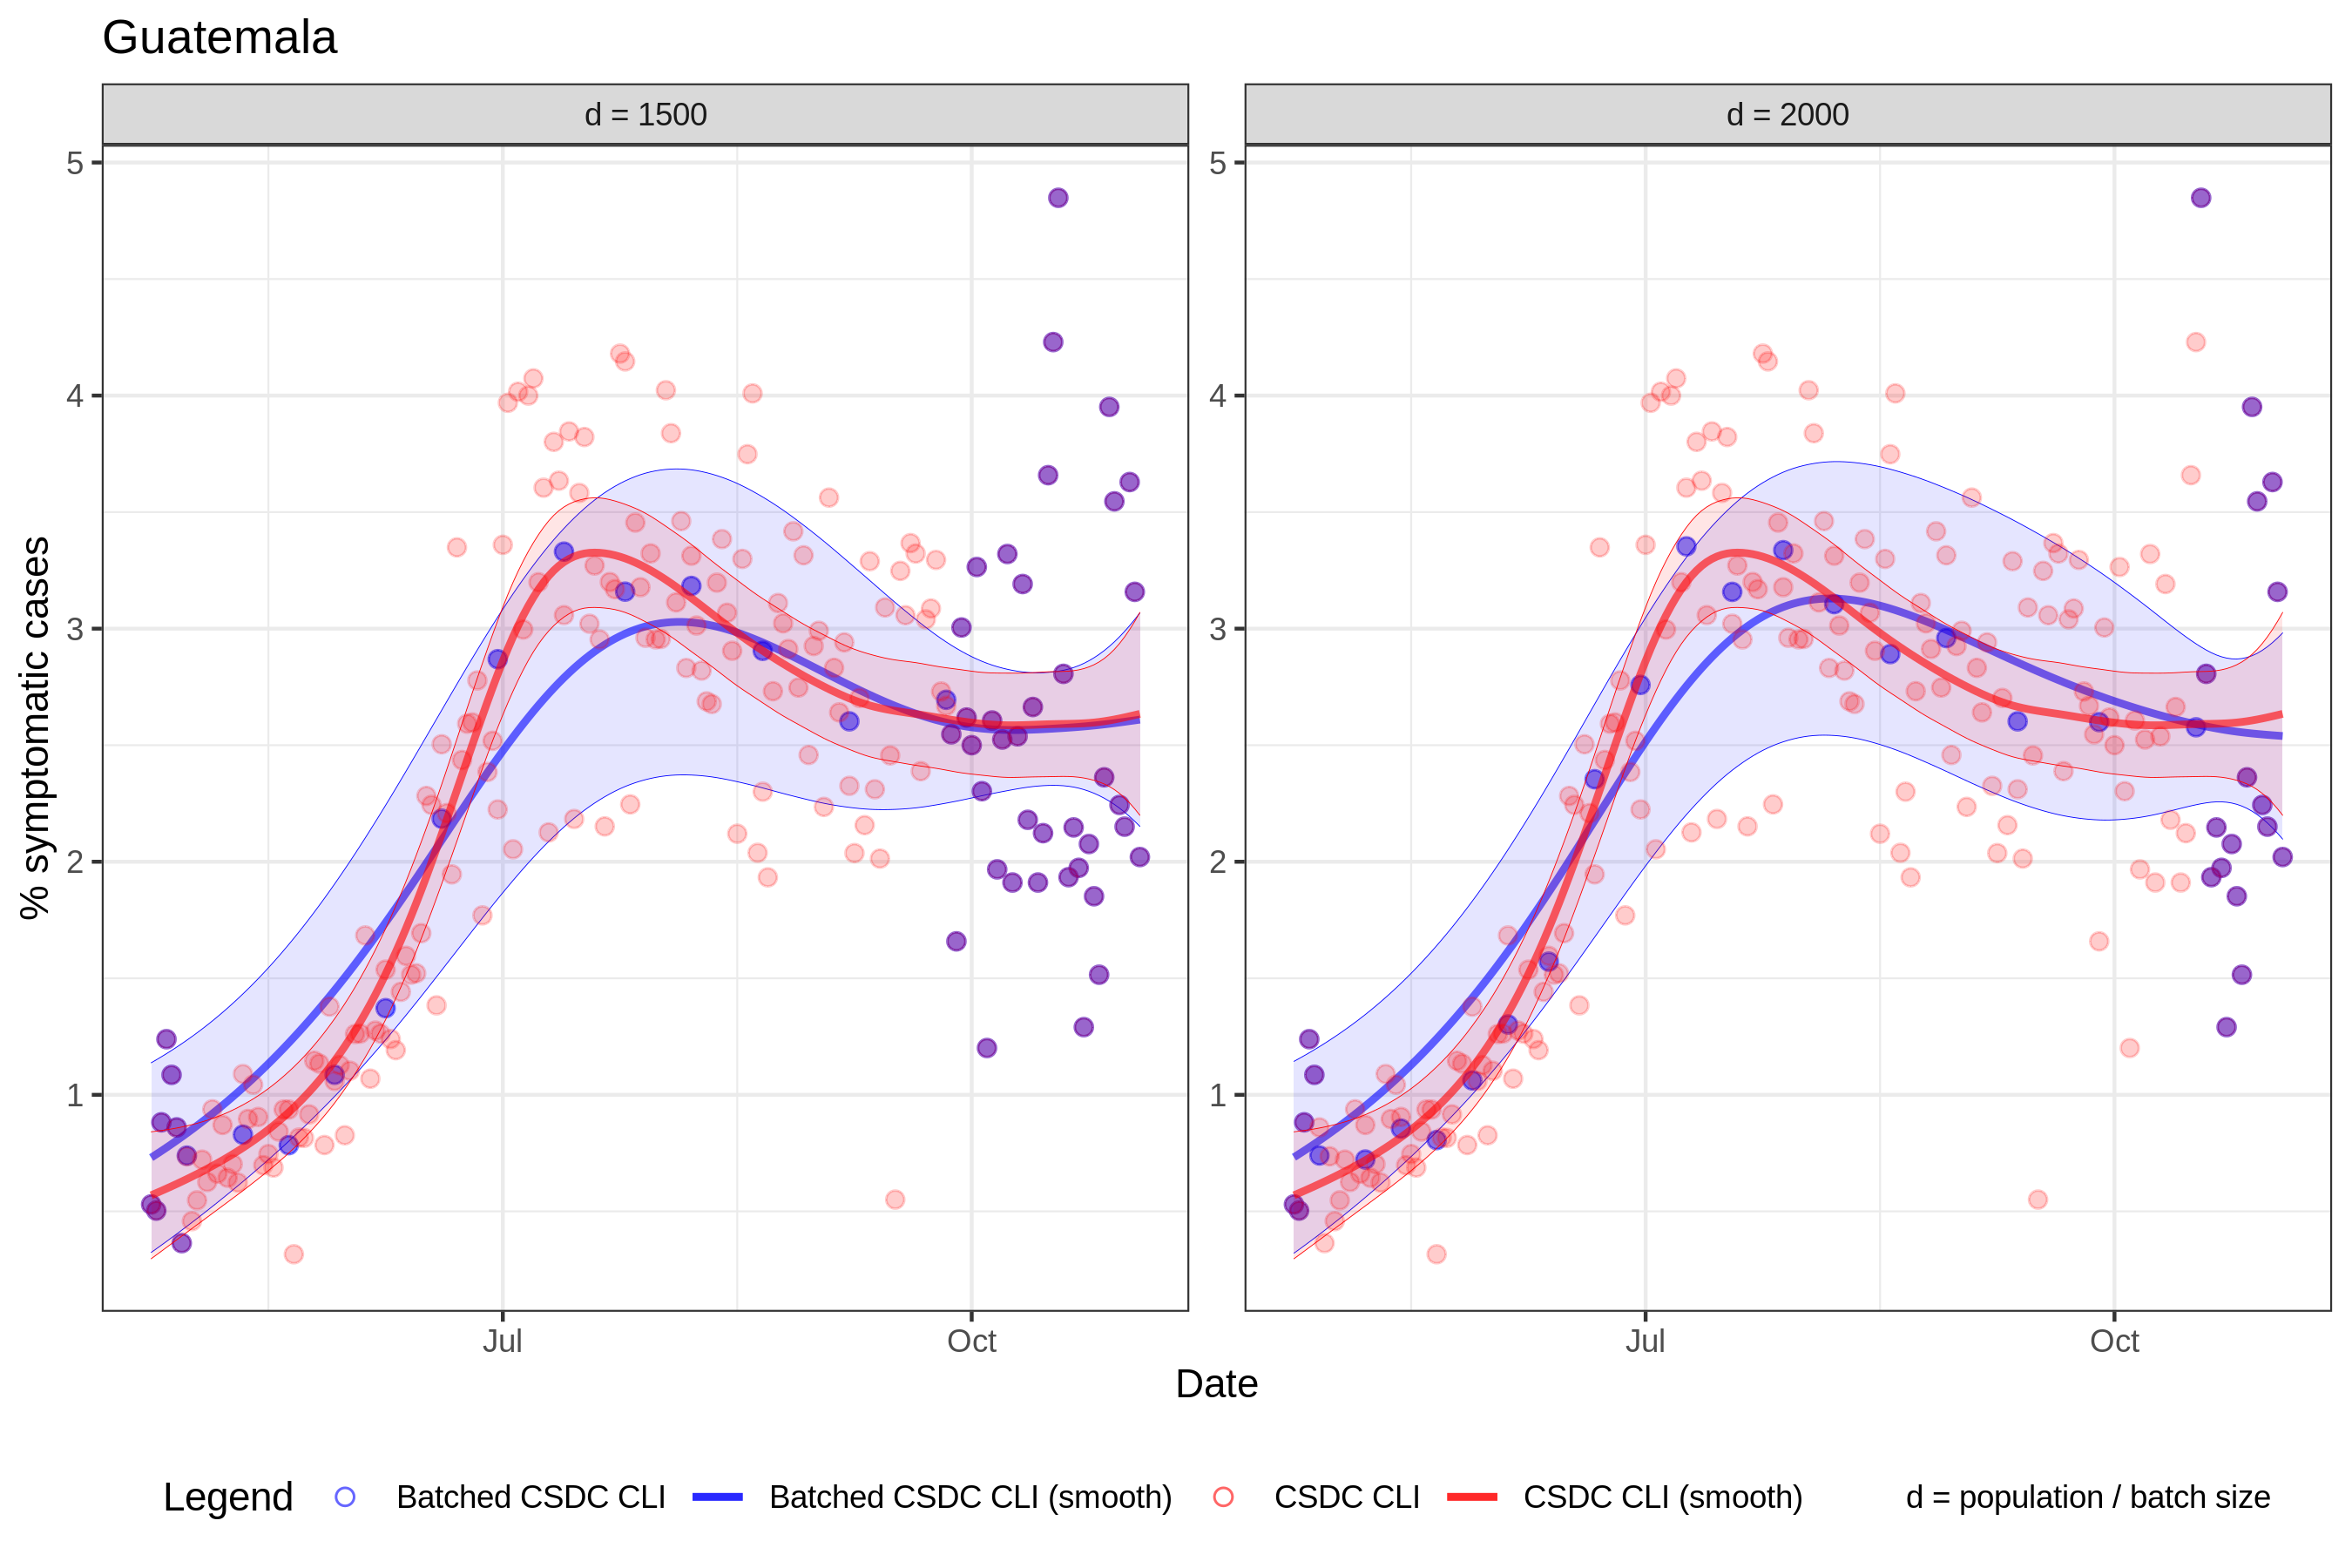 Guatemala
d = 1500
d = 2000
5
4
3
2
1
5
4
3
2
1
% symptomatic cases
Jul
Oct
Jul
Oct
Date
Legend
Batched CSDC CLI
Batched CSDC CLI (smooth)
CSDC CLI
CSDC CLI (smooth)
d = population / batch size